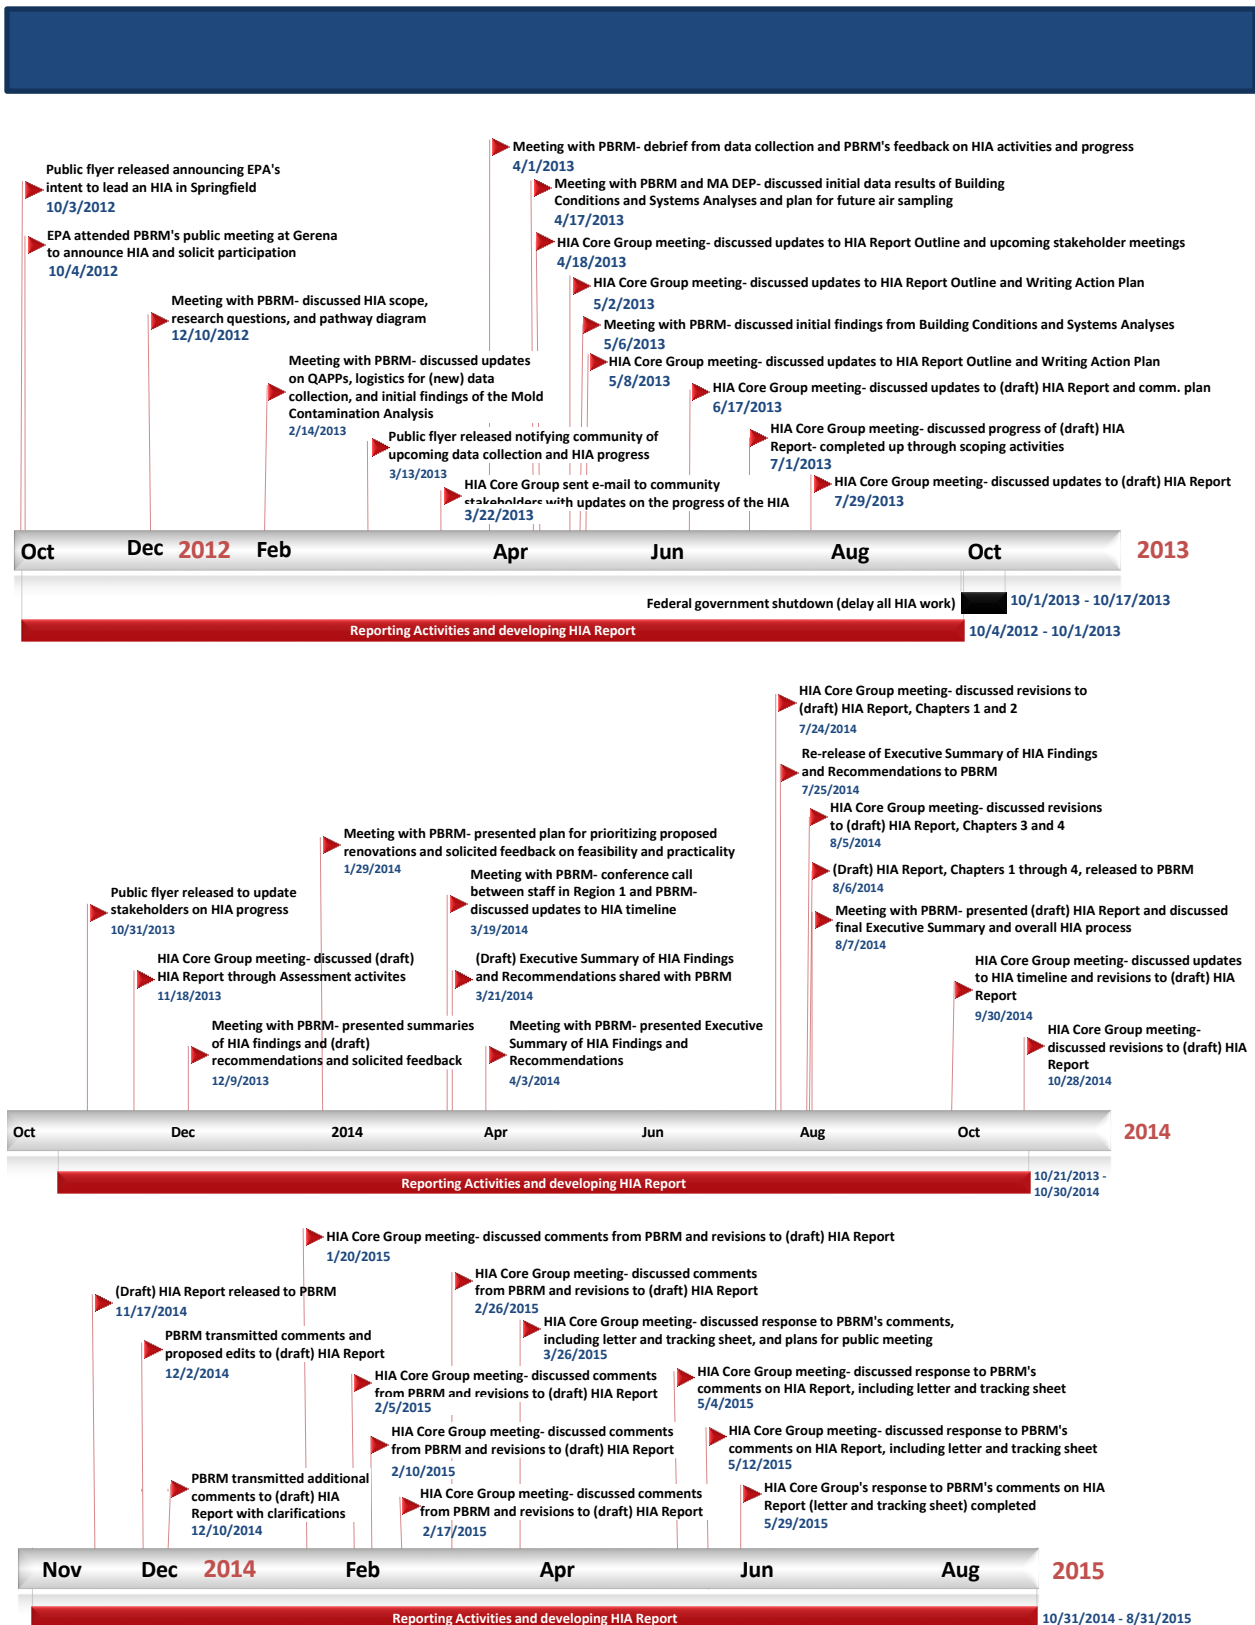 Public flyer released announcing EPA's
intent to lead an HIA in Springfield
10/3/2012
EPA attended PBRM's public meeting at Gerena
to announce HIA and solicit participation
10/4/2012
Meeting with PBRM- discussed HIA scope,
research questions, and pathway diagram
12/10/2012
Meeting with PBRM- discussed updates
on QAPPs, logistics for (new) data
collection, and initial findings of the Mold
Contamination Analysis
2/14/2013
Public flyer released notifying community of
upcoming data collection and HIA progress
3/13/2013
HIA Core Group sent e-mail to community
stakeholders with updates on the progress of the HIA
3/22/2013
Meeting with PBRM- debrief from data collection and PBRM's feedback on HIA activities and progress
4/1/2013
Meeting with PBRM and MA DEP- discussed initial data results of Building
Conditions and Systems Analyses and plan for future air sampling
4/17/2013
HIA Core Group meeting- discussed updates to HIA Report Outline and upcoming stakeholder meetings
4/18/2013
HIA Core Group meeting- discussed updates to HIA Report Outline and Writing Action Plan
5/2/2013
Meeting with PBRM- discussed initial findings from Building Conditions and Systems Analyses
5/6/2013
HIA Core Group meeting- discussed updates to HIA Report Outline and Writing Action Plan
5/8/2013
HIA Core Group meeting- discussed updates to (draft) HIA Report and comm. plan
6/17/2013
HIA Core Group meeting- discussed progress of (draft) HIA
Report- completed up through scoping activities
7/1/2013
HIA Core Group meeting- discussed updates to (draft) HIA Report
7/29/2013
Oct Dec 2012 Feb Apr Jun Aug Oct 2013
Federal government shutdown (delay all HIA work) 10/1/2013 - 10/17/2013
Reporting Activities and developing HIA Report 10/4/2012 - 10/1/2013
Public flyer released to update
stakeholders on HIA progress
10/31/2013
HIA Core Group meeting- discussed (draft)
HIA Report through Assessment activites
11/18/2013
Meeting with PBRM- presented summaries
of HIA findings and (draft)
recommendations and solicited feedback
12/9/2013
Meeting with PBRM- presented plan for prioritizing proposed
renovations and solicited feedback on feasibility and practicality
1/29/2014
Meeting with PBRM- conference call
between staff in Region 1 and PBRM-
discussed updates to HIA timeline
3/19/2014
(Draft) Executive Summary of HIA Findings
and Recommendations shared with PBRM
3/21/2014
Meeting with PBRM- presented Executive
Summary of HIA Findings and
Recommendations
4/3/2014
HIA Core Group meeting- discussed revisions to
(draft) HIA Report, Chapters 1 and 2
7/24/2014
Re-release of Executive Summary of HIA Findings
and Recommendations to PBRM
7/25/2014
HIA Core Group meeting- discussed revisions
to (draft) HIA Report, Chapters 3 and 4
8/5/2014
(Draft) HIA Report, Chapters 1 through 4, released to PBRM
8/6/2014
Meeting with PBRM- presented (draft) HIA Report and discussed
final Executive Summary and overall HIA process
8/7/2014
HIA Core Group meeting- discussed updates
to HIA timeline and revisions to (draft) HIA
Report
9/30/2014
HIA Core Group meeting-
discussed revisions to (draft) HIA
Report
10/28/2014
Oct Dec 2014 Apr Jun Aug Oct 2014
Reporting Activities and developing HIA Report
10/21/2013 -
10/30/2014
(Draft) HIA Report released to PBRM
11/17/2014
PBRM transmitted comments and
proposed edits to (draft) HIA Report
12/2/2014
PBRM transmitted additional
comments to (draft) HIA
Report with clarifications
12/10/2014
HIA Core Group meeting- discussed comments from PBRM and revisions to (draft) HIA Report
1/20/2015
HIA Core Group meeting- discussed comments
from PBRM and revisions to (draft) HIA Report
2/5/2015
HIA Core Group meeting- discussed comments
from PBRM and revisions to (draft) HIA Report
2/10/2015
HIA Core Group meeting- discussed comments
from PBRM and revisions to (draft) HIA Report
2/17/2015
HIA Core Group meeting- discussed comments
from PBRM and revisions to (draft) HIA Report
2/26/2015
HIA Core Group meeting- discussed response to PBRM's comments,
including letter and tracking sheet, and plans for public meeting
3/26/2015
HIA Core Group meeting- discussed response to PBRM's
comments on HIA Report, including letter and tracking sheet
5/4/2015
HIA Core Group meeting- discussed response to PBRM's
comments on HIA Report, including letter and tracking sheet
5/12/2015
HIA Core Group's response to PBRM's comments on HIA
Report (letter and tracking sheet) completed
5/29/2015
Nov Dec 2014 Feb Apr Jun Aug 2015
Reporting Activities and developing HIA Report 10/31/2014 - 8/31/2015